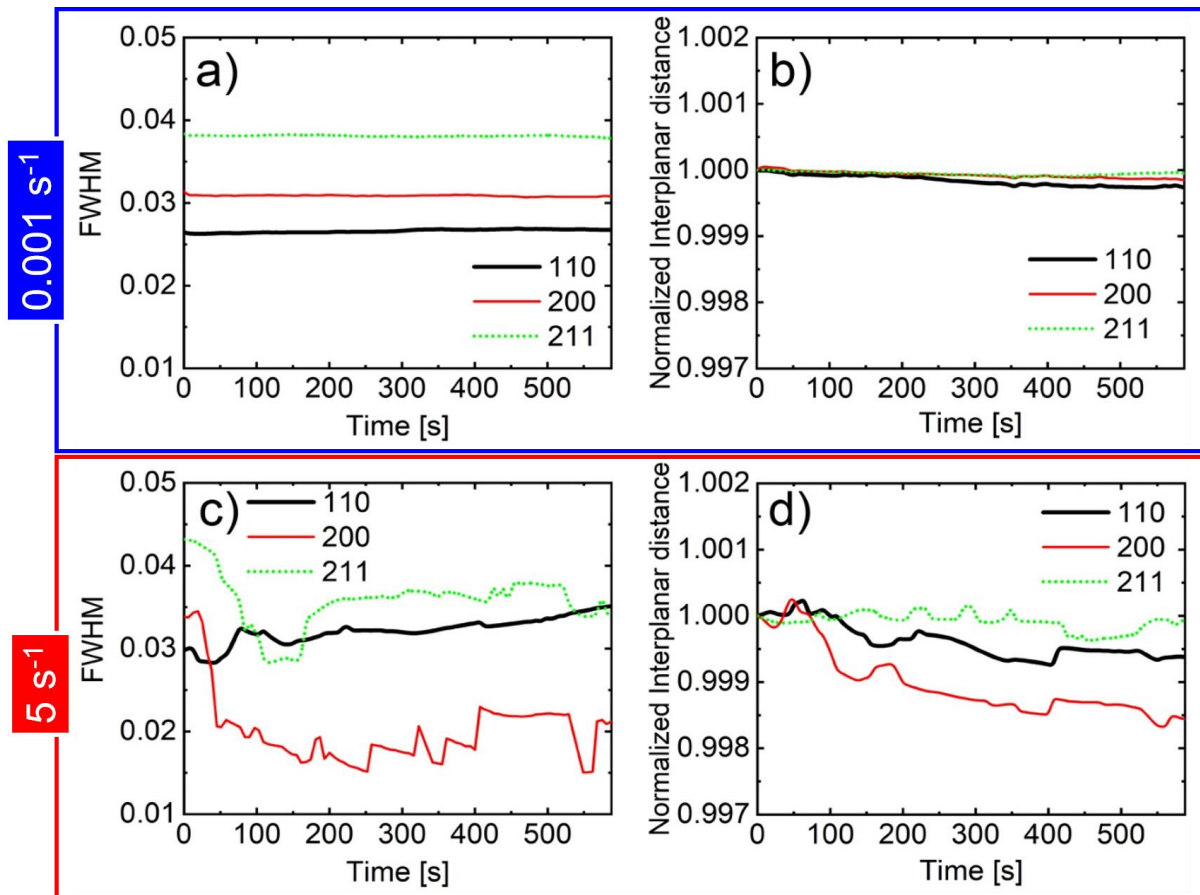 0.001 s⁻¹
a)
FWHM
0.05
0.04
0.03
0.02
0.01
110
200
211
0 100 200 300 400 500
Time [s]
b)
Normalized Interplanar distance
1.002
1.001
1.000
0.999
0.998
0.997
110
200
211
0 100 200 300 400 500
Time [s]
5 s⁻¹
c)
FWHM
0.05
0.04
0.03
0.02
0.01
110
200
211
0 100 200 300 400 500
Time [s]
d)
Normalized Interplanar distance
1.002
1.001
1.000
0.999
0.998
0.997
110
200
211
0 100 200 300 400 500
Time [s]